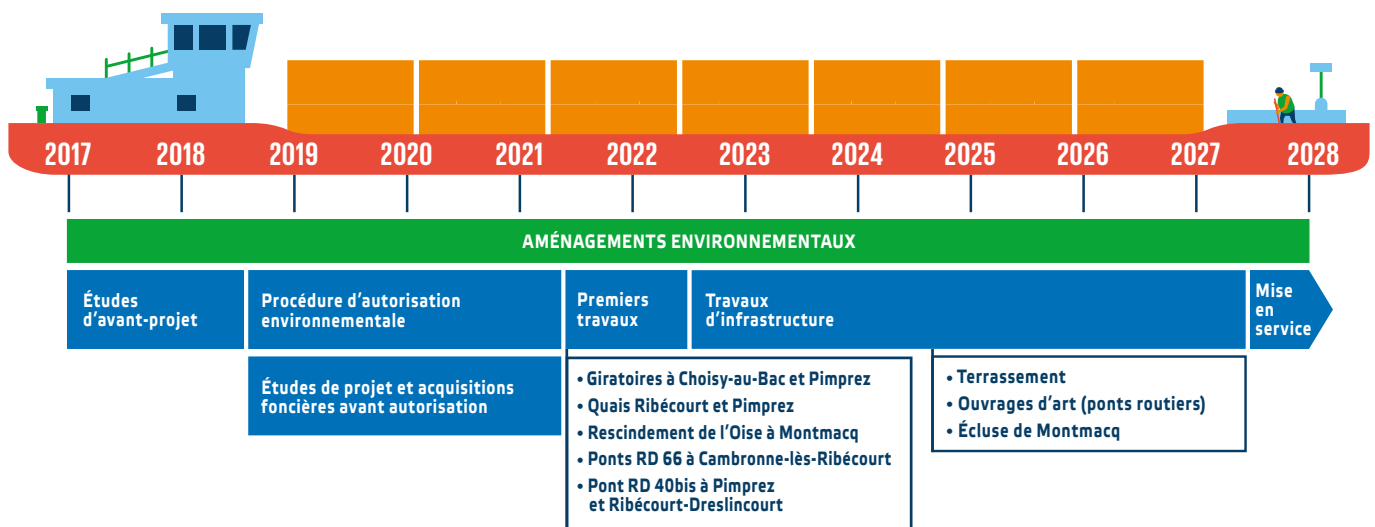 2017 2018 2019 2020 2021 2022 2023 2024 2025 2026 2027 2028
AMÉNAGEMENTS ENVIRONNEMENTAUX
Études
d’avant-projet
Procédure d’autorisation
environnementale
Premiers
travaux
Travaux
d’infrastructure
Mise
en
service
Études de projet et acquisitions
foncières avant autorisation
• Giratoires à Choisy-au-Bac et Pimprez
• Quais Ribécourt et Pimprez
• Rescindement de l’Oise à Montmacq
• Ponts RD 66 à Cambronne-lès-Ribécourt
• Pont RD 40bis à Pimprez
et Ribécourt-Dreslincourt
• Terrassement
• Ouvrages d’art (ponts routiers)
• Écluse de Montmacq